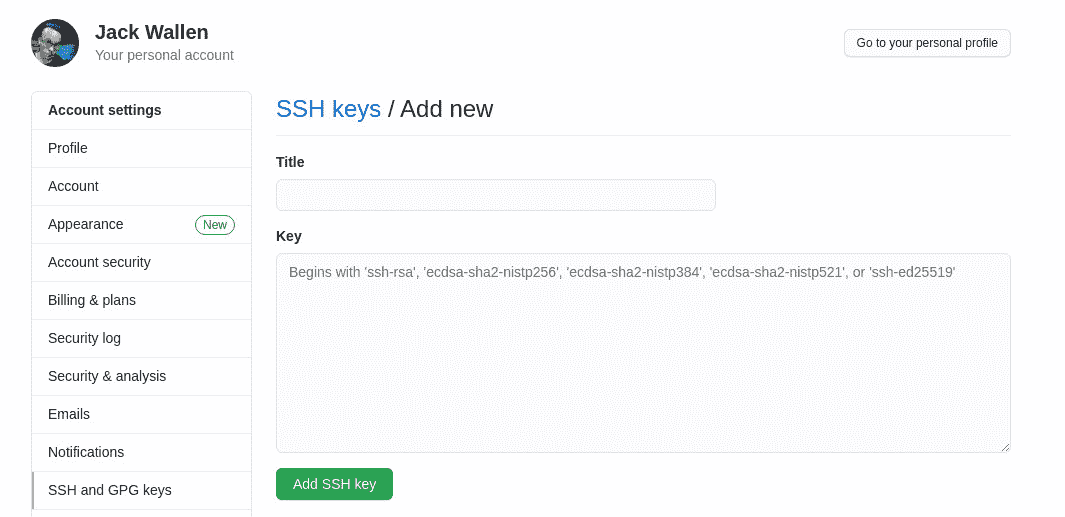 Jack Wallen
Your personal account
Go to your personal profile
Account settings
Profile
Account
Appearance New
Account security
Billing & plans
Security log
Security & analysis
Emails
Notifications
SSH and GPG keys
SSH keys / Add new
Title
Key
Begins with 'ssh-rsa', 'ecdsa-sha2-nistp256', 'ecdsa-sha2-nistp384', 'ecdsa-sha2-nistp521', or 'ssh-ed25519'
Add SSH key